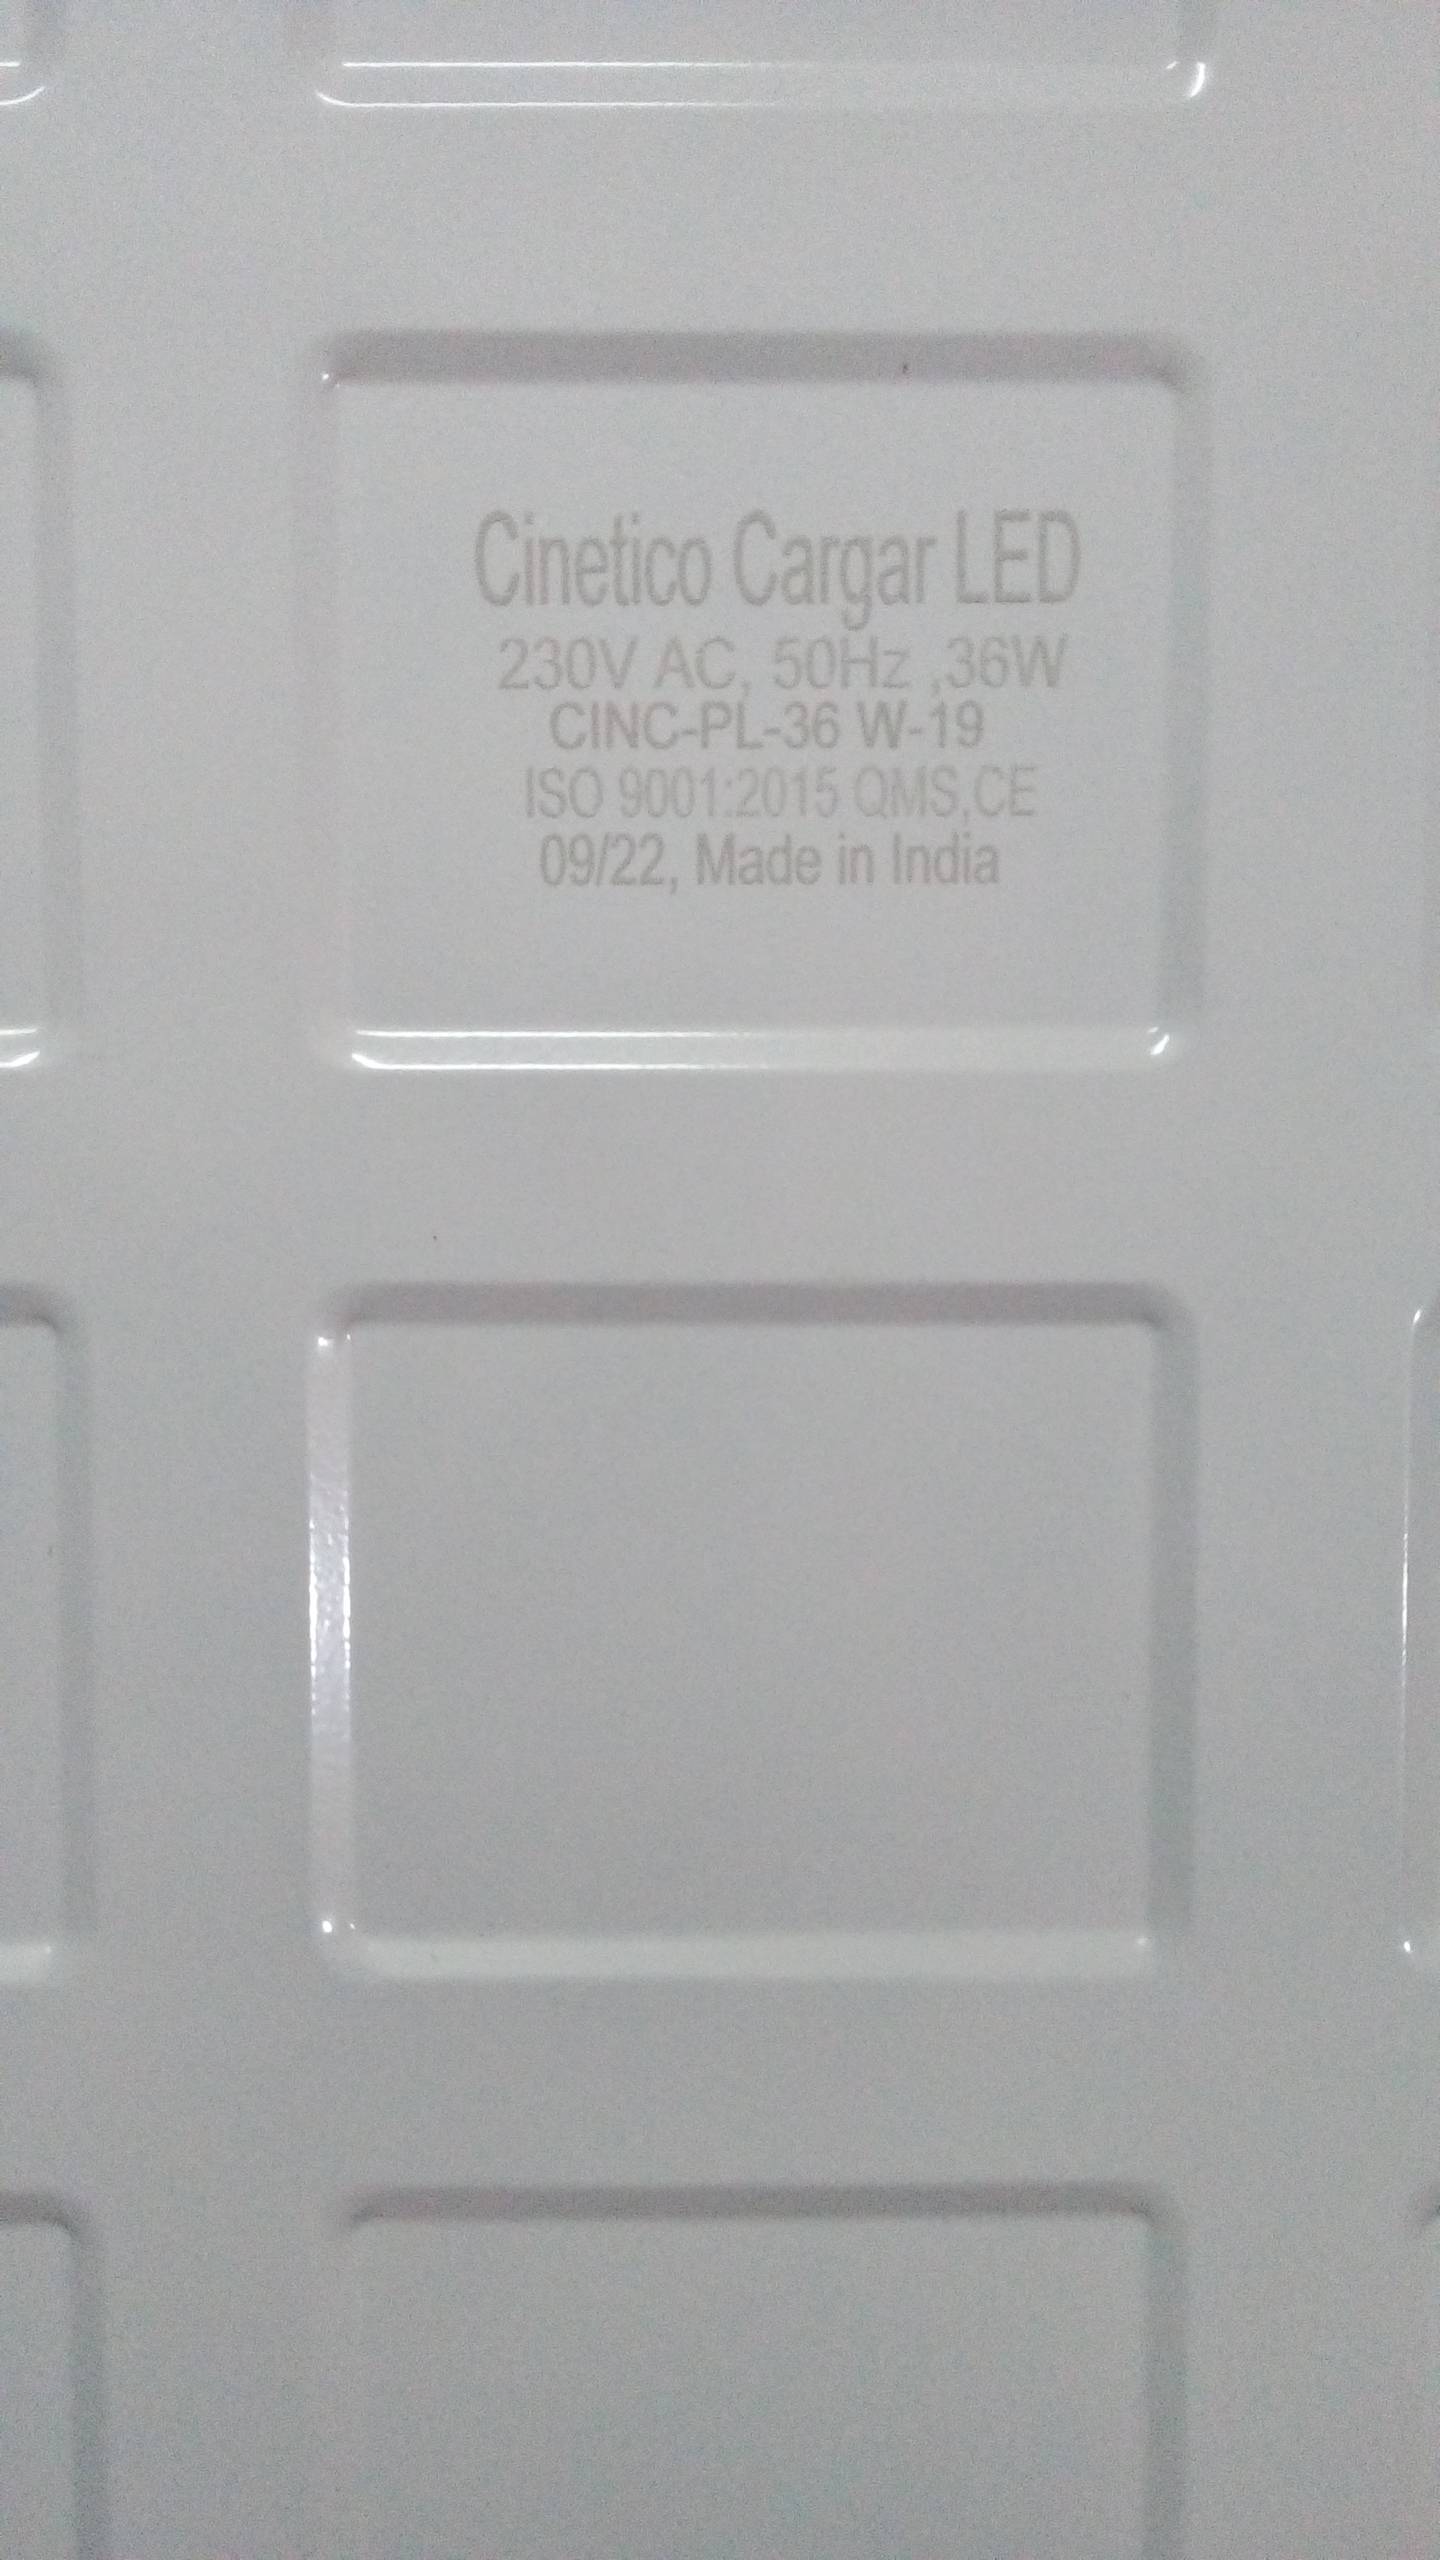 Cinetico Cargar LED
230V AC, 50Hz ,36W
CINC-PL-36 W-19
ISO 9001:2015 QMS,CE
09/22, Made in India